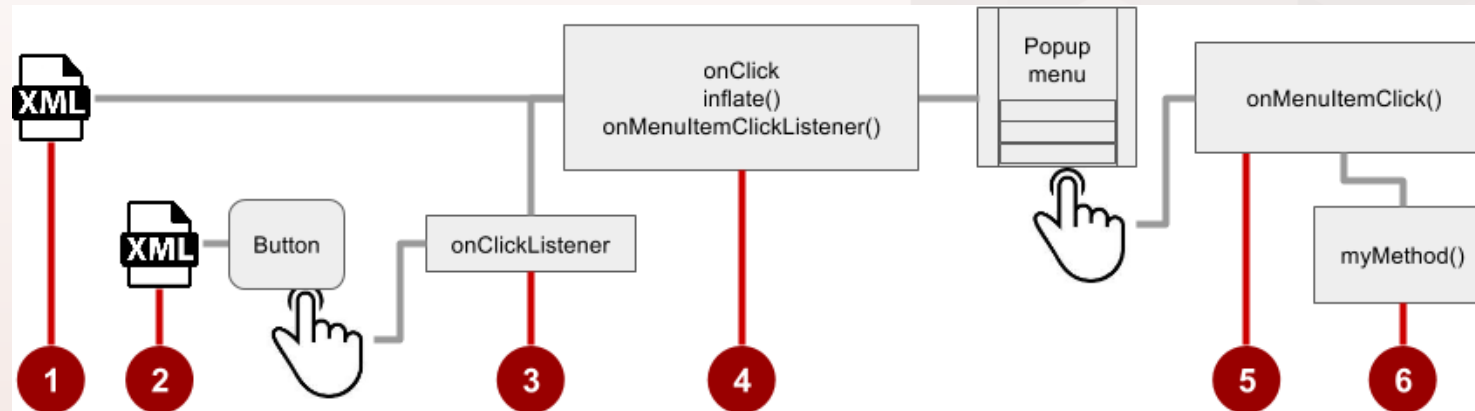 XML
onClick
inflate()
onMenuItemClickListener()
Popup
menu
onMenuItemClick()
XML
Button
onClickListener
myMethod()
1
2
3
4
5
6